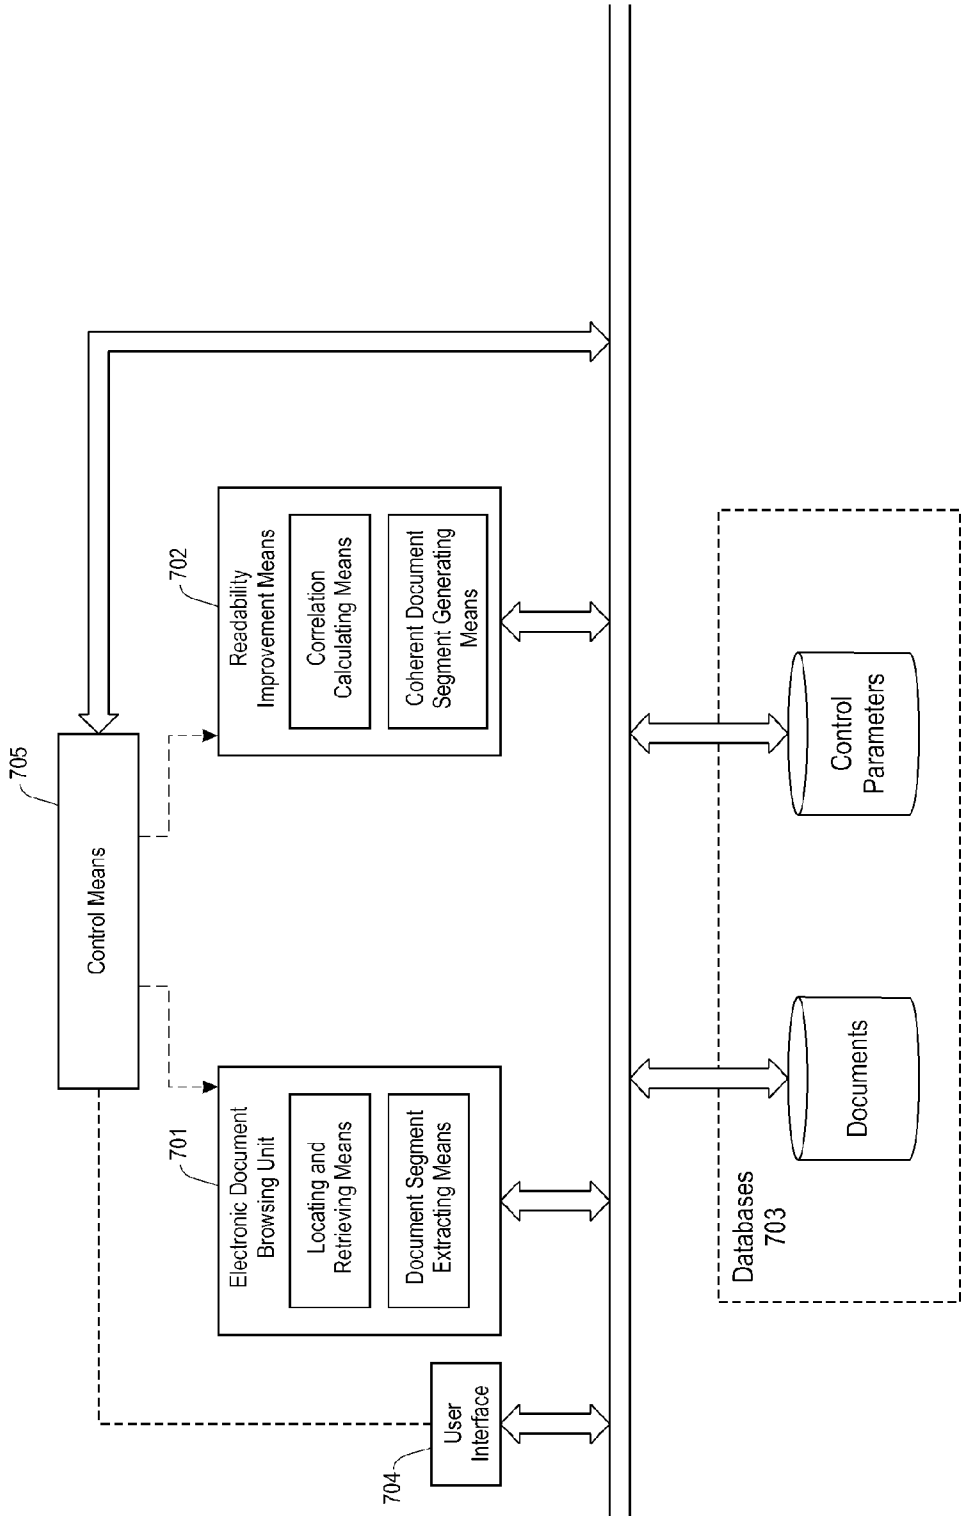 705
Control Means
701
Electronic Document
Browsing Unit
Locating and
Retrieving Means
Document Segment
Extracting Means
702
Readability
Improvement Means
Correlation
Calculating Means
Coherent Document
Segment Generating
Means
704
User
Interface
Databases
703
Documents
Control
Parameters